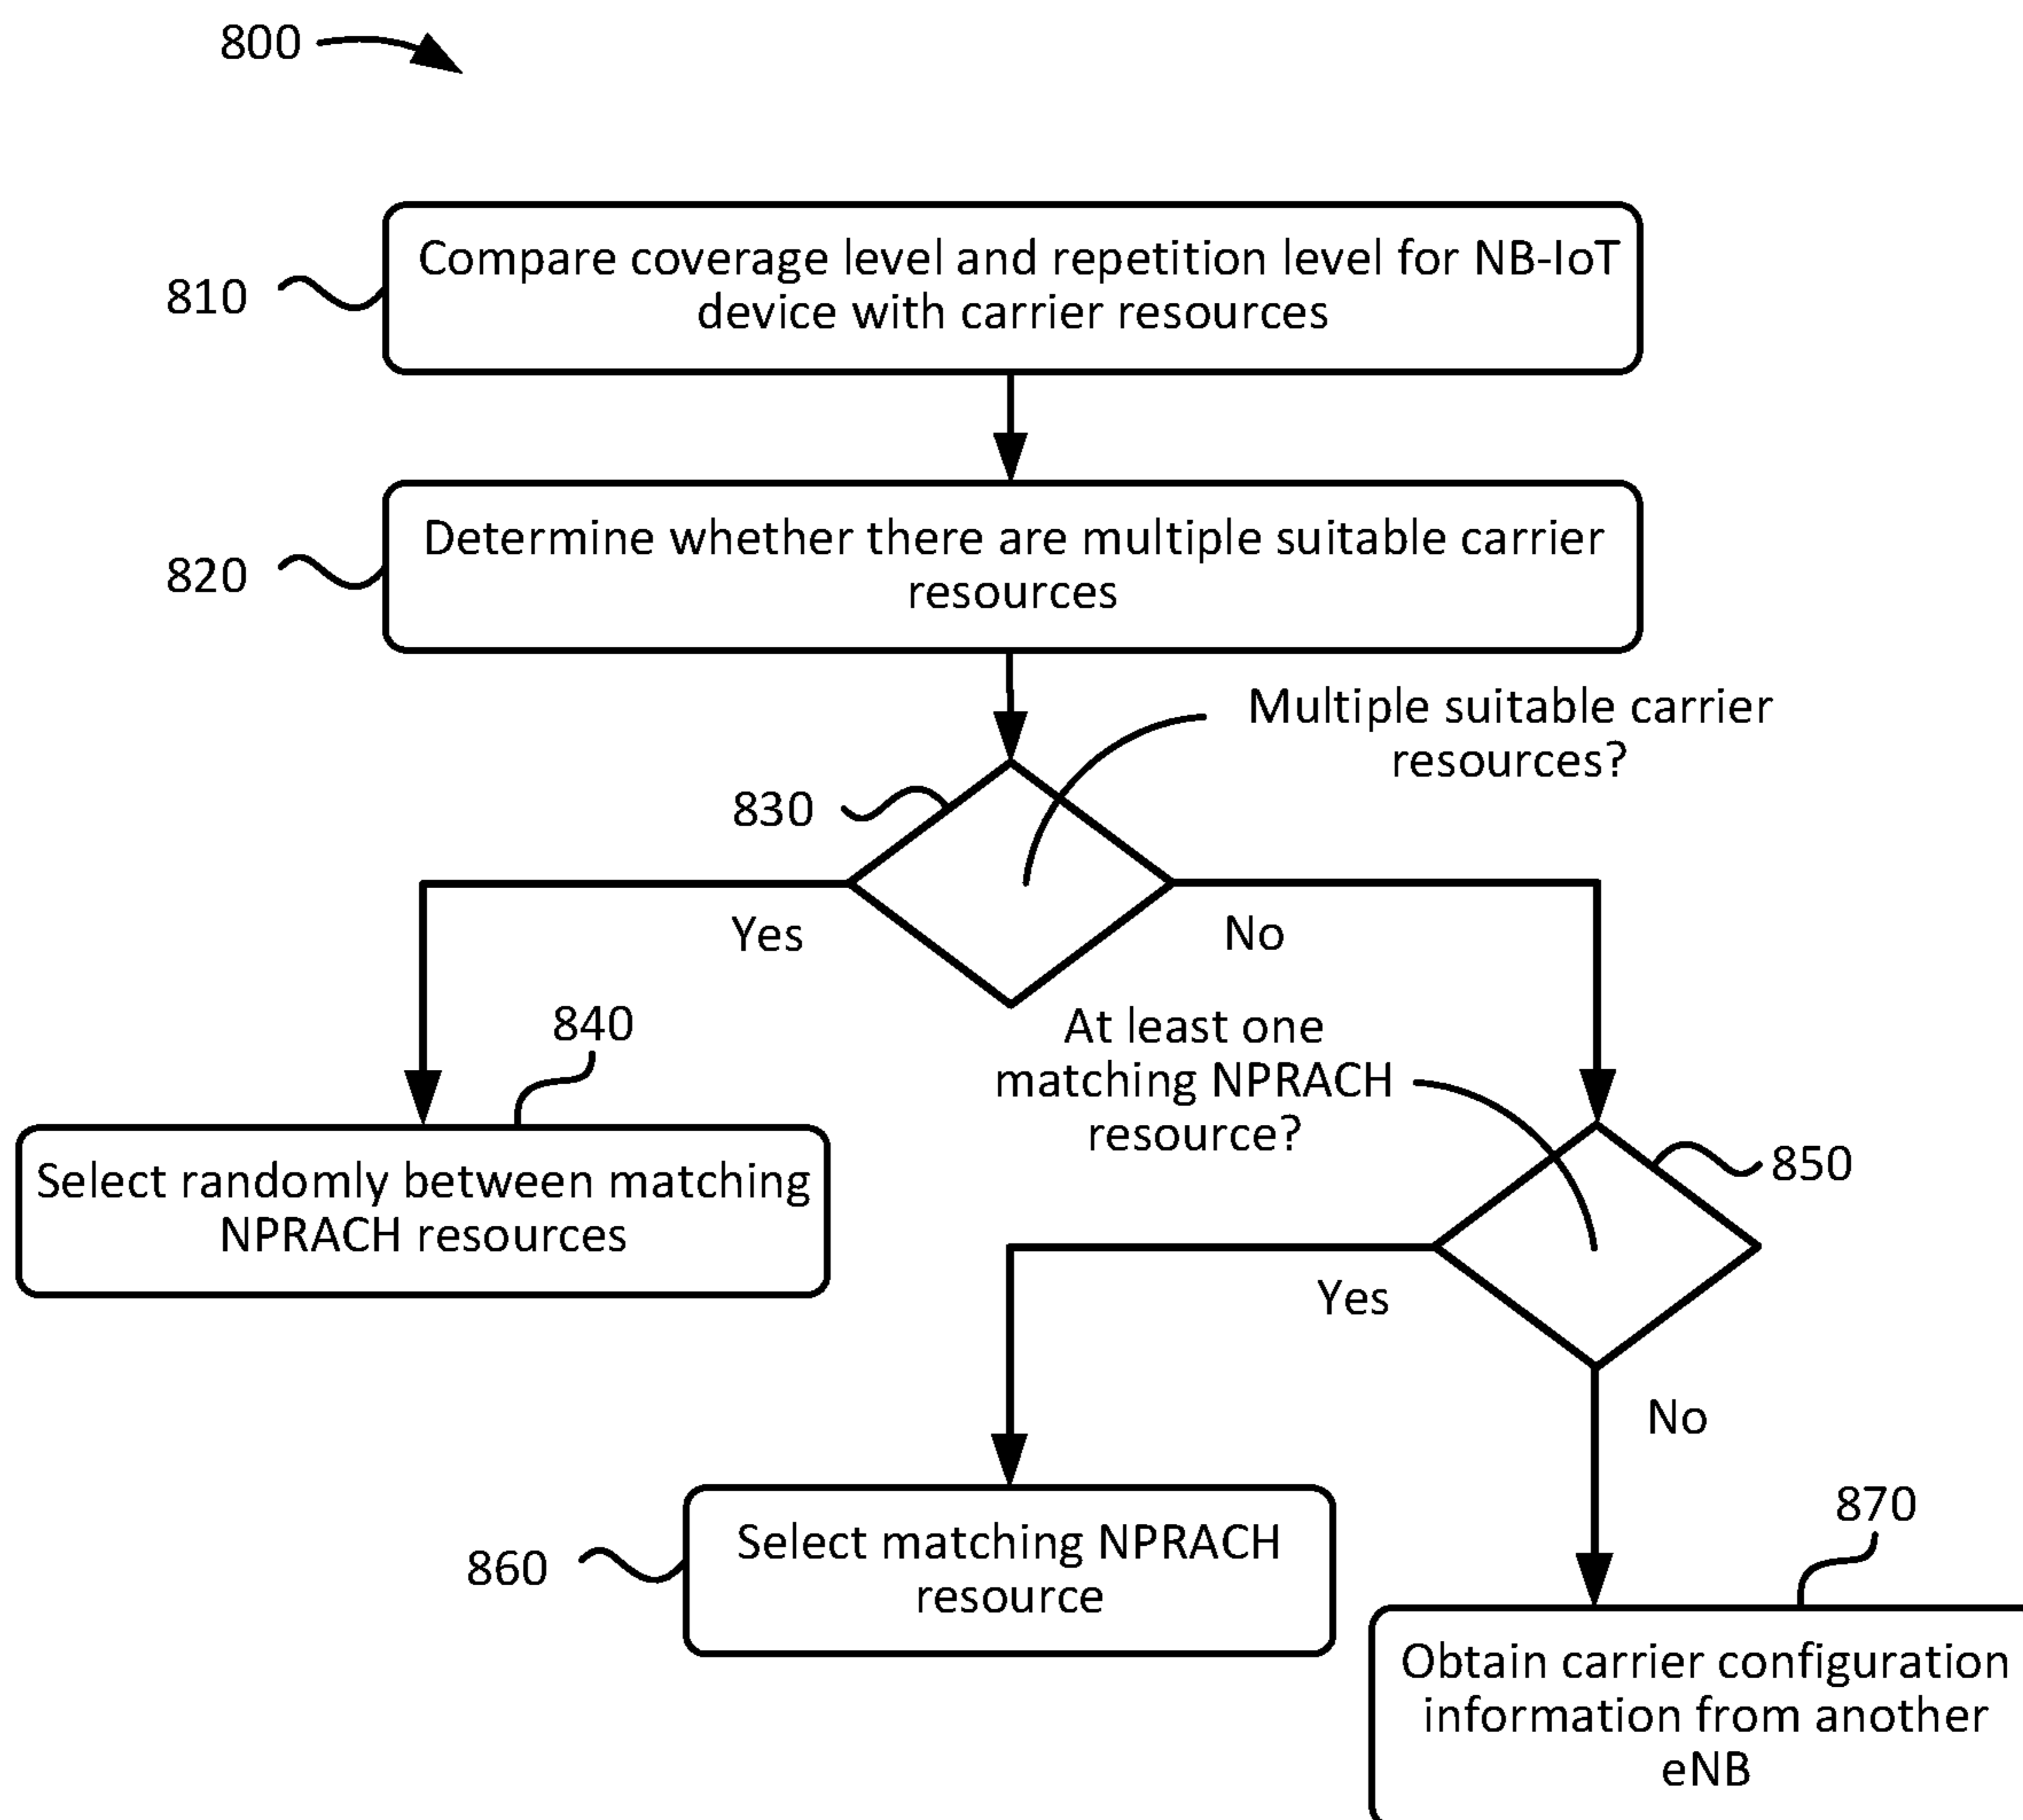 800
Compare coverage level and repetition level for NB-IoT
device with carrier resources
810
Determine whether there are multiple suitable carrier
resources
820
Multiple suitable carrier
resources?
830
Yes
No
840
At least one
matching NPRACH
resource?
Select randomly between matching
NPRACH resources
850
Yes
No
Select matching NPRACH
resource
860
870
Obtain carrier configuration
information from another
eNB